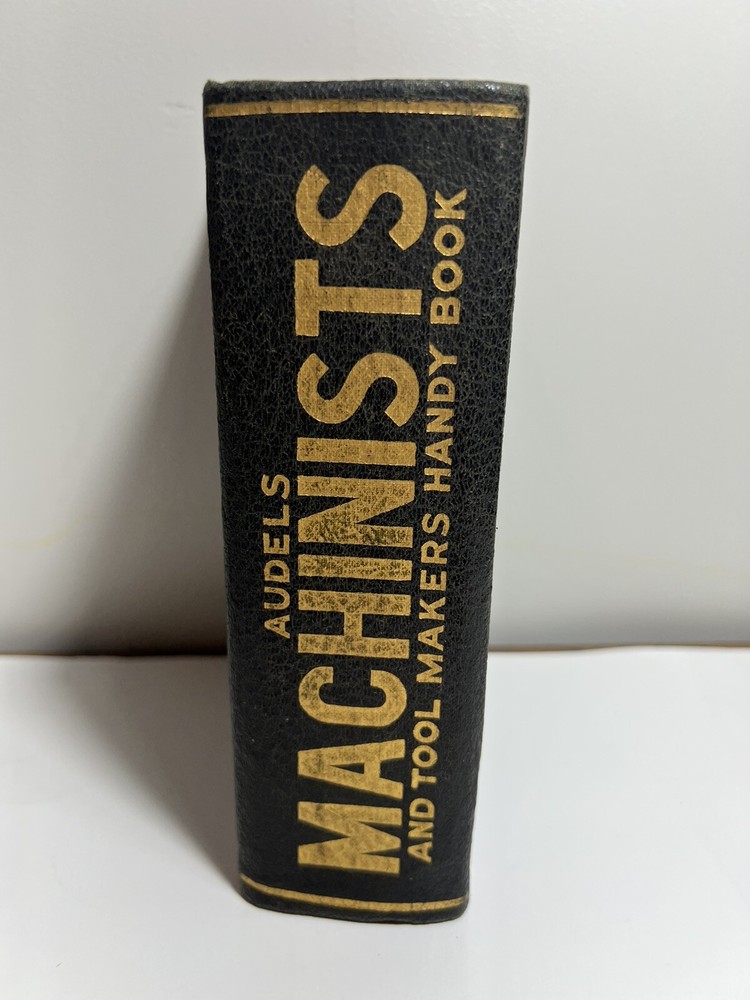 AUDELS
MACHINISTS
AND TOOL MAKERS HANDY BOOK